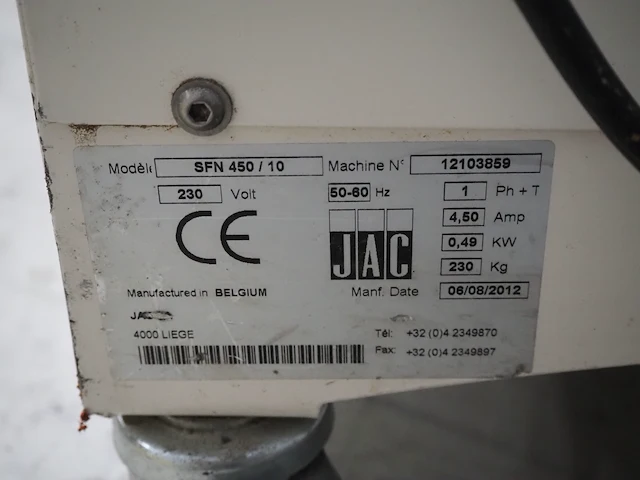 Modèle SFN 450 / 10 Machine N° 12103859
230 Volt 50-60 Hz 1 Ph + T
4,50 Amp
CE JAC 0,49 KW
230 Kg
Manufactured in BELGIUM Manf. Date 06/08/2012
4000 LIEGE Tél: +32 (0)4 2349870
Fax: +32 (0)4 2349897